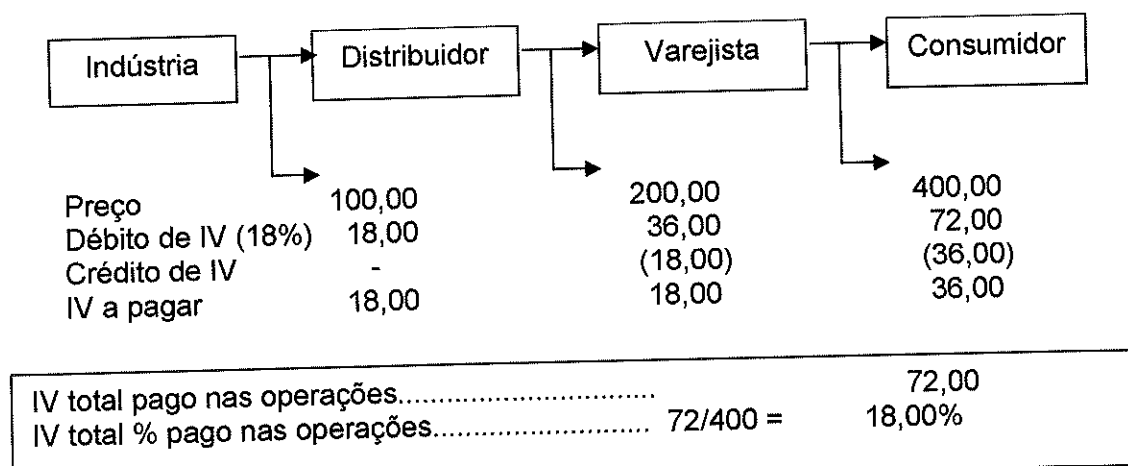 Indústria Distribuidor Varejista Consumidor
Preço 100,00 200,00 400,00
Débito de IV (18%) 18,00 36,00 72,00
Crédito de IV - (18,00) (36,00)
IV a pagar 18,00 18,00 36,00
IV total pago nas operações................................. 72,00
IV total % pago nas operações........................... 72/400 = 18,00%